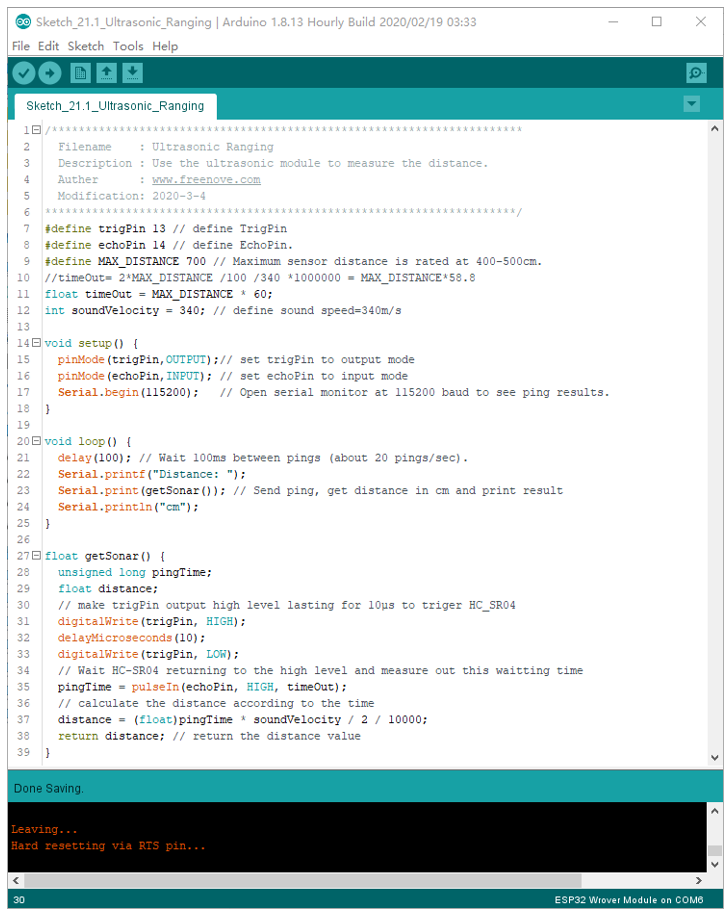 Sketch_21.1_Ultrasonic_Ranging | Arduino 1.8.13 Hourly Build 2020/02/19 03:33
File Edit Sketch Tools Help
Sketch_21.1_Ultrasonic_Ranging
1 /**********************************************************************
2   Filename    : Ultrasonic Ranging
3   Description : Use the ultrasonic module to measure the distance.
4   Auther      : www.freenove.com
5   Modification: 2020-3-4
6 **********************************************************************/
7 #define trigPin 13 // define TrigPin
8 #define echoPin 14 // define EchoPin.
9 #define MAX_DISTANCE 700 // Maximum sensor distance is rated at 400-500cm.
10 //timeOut= 2*MAX_DISTANCE /100 /340 *1000000 = MAX_DISTANCE*58.8
11 float timeOut = MAX_DISTANCE * 60;
12 int soundVelocity = 340; // define sound speed=340m/s
13
14 void setup() {
15   pinMode(trigPin,OUTPUT);// set trigPin to output mode
16   pinMode(echoPin,INPUT); // set echoPin to input mode
17   Serial.begin(115200);   // Open serial monitor at 115200 baud to see ping results.
18 }
19
20 void loop() {
21   delay(100); // Wait 100ms between pings (about 20 pings/sec).
22   Serial.printf("Distance: ");
23   Serial.print(getSonar()); // Send ping, get distance in cm and print result
24   Serial.println("cm");
25 }
26
27 float getSonar() {
28   unsigned long pingTime;
29   float distance;
30   // make trigPin output high level lasting for 10μs to triger HC_SR04
31   digitalWrite(trigPin, HIGH);
32   delayMicroseconds(10);
33   digitalWrite(trigPin, LOW);
34   // Wait HC-SR04 returning to the high level and measure out this waitting time
35   pingTime = pulseIn(echoPin, HIGH, timeOut);
36   // calculate the distance according to the time
37   distance = (float)pingTime * soundVelocity / 2 / 10000;
38   return distance; // return the distance value
39 }
Done Saving.
Leaving...
Hard resetting via RTS pin...
30 ESP32 Wrover Module on COM6